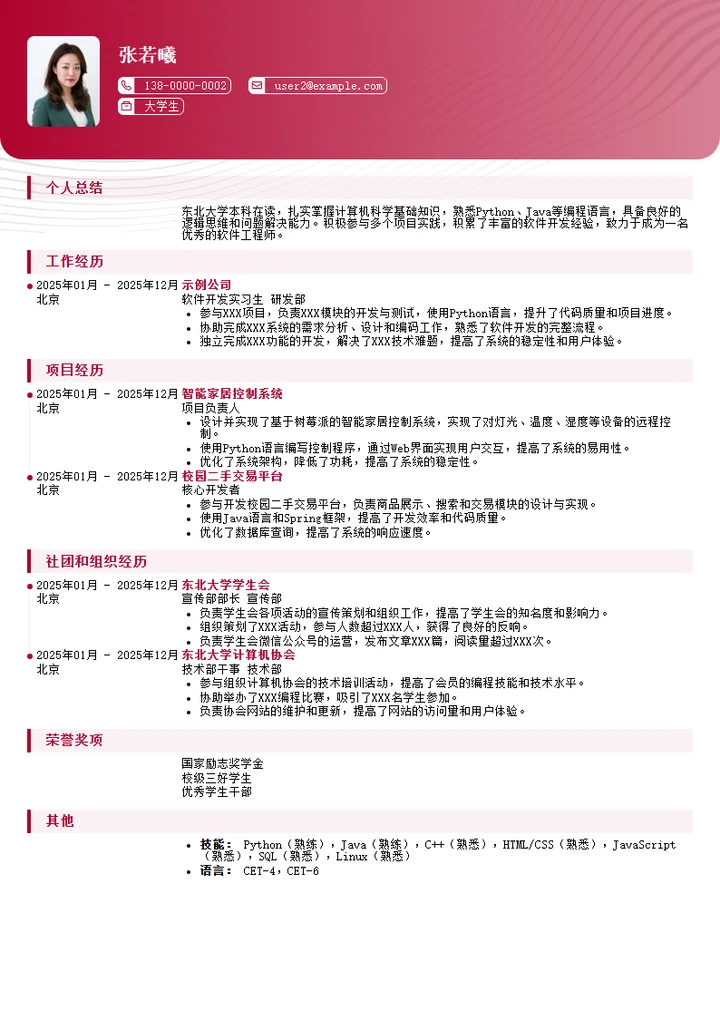 张若曦
138-0000-0002 user2@example.com
大学生
个人总结
东北大学本科在读，扎实掌握计算机科学基础知识，熟悉Python、Java等编程语言，具备良好的
逻辑思维和问题解决能力。积极参与多个项目实践，积累了丰富的软件开发经验，致力于成为一名
优秀的软件工程师。
工作经历
2025年01月 - 2025年12月 示例公司
北京 软件开发实习生 研发部
• 参与XXX项目，负责XXX模块的开发与测试，使用Python语言，提升了代码质量和项目进度。
• 协助完成XXX系统的需求分析、设计和编码工作，熟悉了软件开发的完整流程。
• 独立完成XXX功能的开发，解决了XXX技术难题，提高了系统的稳定性和用户体验。
项目经历
2025年01月 - 2025年12月 智能家居控制系统
北京 项目负责人
• 设计并实现了基于树莓派的智能家居控制系统，实现了对灯光、温度、湿度等设备的远程控
制。
• 使用Python语言编写控制程序，通过Web界面实现用户交互，提高了系统的易用性。
• 优化了系统架构，降低了功耗，提高了系统的稳定性。
2025年01月 - 2025年12月 校园二手交易平台
北京 核心开发者
• 参与开发校园二手交易平台，负责商品展示、搜索和交易模块的设计与实现。
• 使用Java语言和Spring框架，提高了开发效率和代码质量。
• 优化了数据库查询，提高了系统的响应速度。
社团和组织经历
2025年01月 - 2025年12月 东北大学学生会
北京 宣传部部长 宣传部
• 负责学生会各项活动的宣传策划和组织工作，提高了学生会的知名度和影响力。
• 组织策划了XXX活动，参与人数超过XXX人，获得了良好的反响。
• 负责学生会微信公众号的运营，发布文章XXX篇，阅读量超过XXX次。
2025年01月 - 2025年12月 东北大学计算机协会
北京 技术部干事 技术部
• 参与组织计算机协会的技术培训活动，提高了会员的编程技能和技术水平。
• 协助举办了XXX编程比赛，吸引了XXX名学生参加。
• 负责协会网站的维护和更新，提高了网站的访问量和用户体验。
荣誉奖项
国家励志奖学金
校级三好学生
优秀学生干部
其他
• 技能： Python（熟练），Java（熟练），C++（熟悉），HTML/CSS（熟悉），JavaScript
（熟悉），SQL（熟悉），Linux（熟悉）
• 语言： CET-4，CET-6